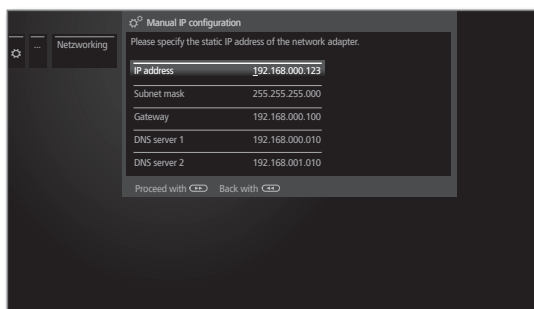 Manual IP configuration
... Netzworking
Please specify the static IP address of the network adapter.
IP address 192.168.000.123
Subnet mask 255.255.255.000
Gateway 192.168.000.100
DNS server 1 192.168.000.010
DNS server 2 192.168.001.010
Proceed with Back with